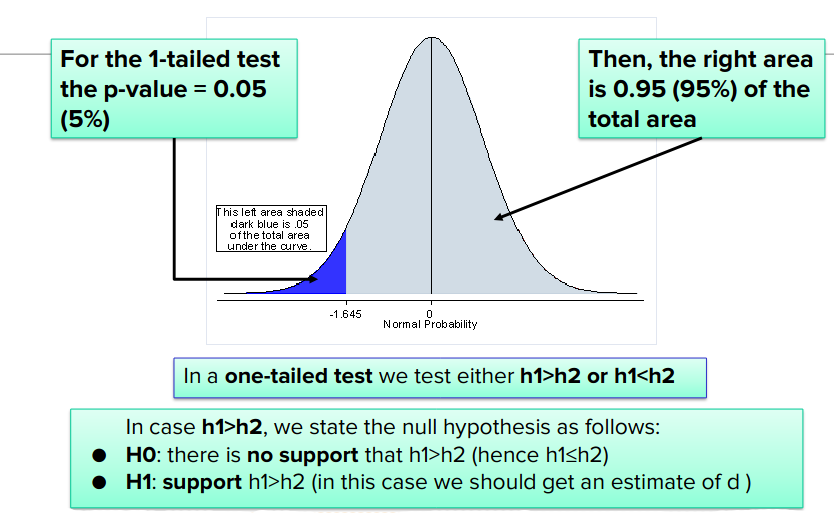 For the 1-tailed test
the p-value = 0.05
(5%)
Then, the right area
is 0.95 (95%) of the
total area
This left area shaded
dark blue is .05
of the total area
under the curve.
-1.645
0
Normal Probability
In a one-tailed test we test either h1>h2 or h1<h2
In case h1>h2, we state the null hypothesis as follows:
● H0: there is no support that h1>h2 (hence h1≤h2)
● H1: support h1>h2 (in this case we should get an estimate of d )